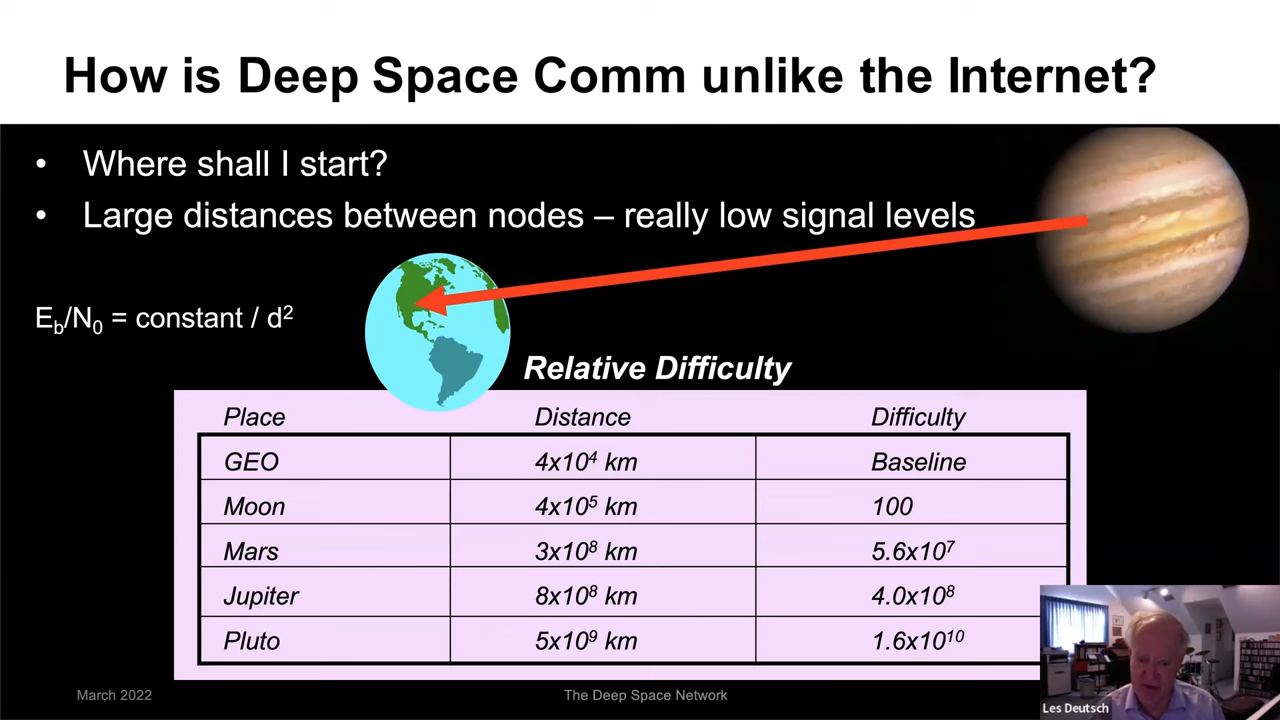 How is Deep Space Comm unlike the Internet?
• Where shall I start?
• Large distances between nodes – really low signal levels
E_b/N_0 = constant / d²
Relative Difficulty
Place Distance Difficulty
GEO 4x10⁴ km Baseline
Moon 4x10⁵ km 100
Mars 3x10⁸ km 5.6x10⁷
Jupiter 8x10⁸ km 4.0x10⁸
Pluto 5x10⁹ km 1.6x10¹⁰
March 2022 The Deep Space Network
Les Deutsch